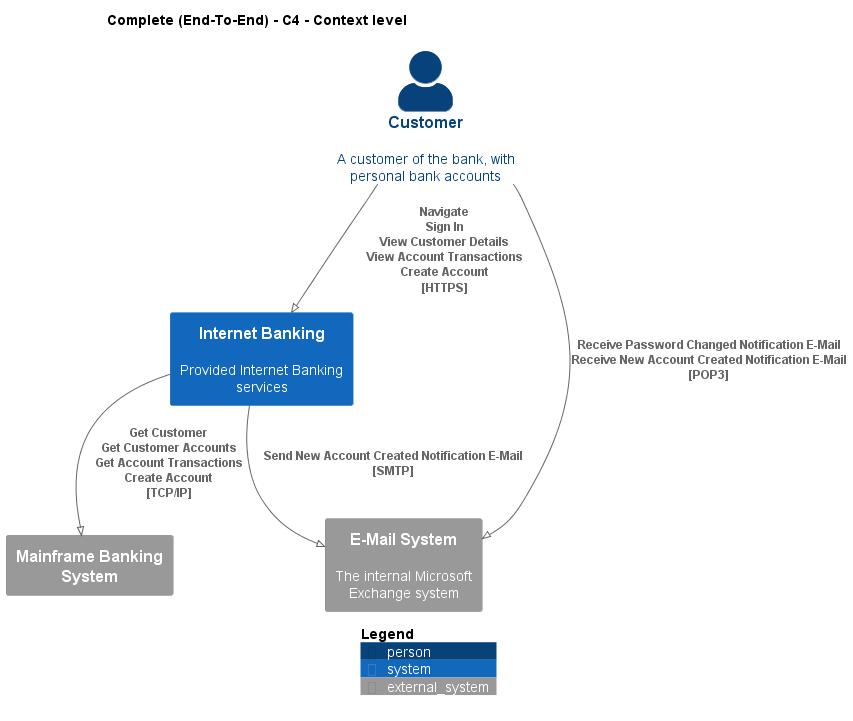 Complete (End-To-End) - C4 - Context level
Customer
A customer of the bank, with
personal bank accounts
Navigate
Sign In
View Customer Details
View Account Transactions
Create Account
[HTTPS]
Internet Banking
Provided Internet Banking
services
Receive Password Changed Notification E-Mail
Receive New Account Created Notification E-Mail
[POP3]
Get Customer
Get Customer Accounts
Get Account Transactions
Create Account
[TCP/IP]
Send New Account Created Notification E-Mail
[SMTP]
Mainframe Banking
System
E-Mail System
The internal Microsoft
Exchange system
Legend
person
system
external_system